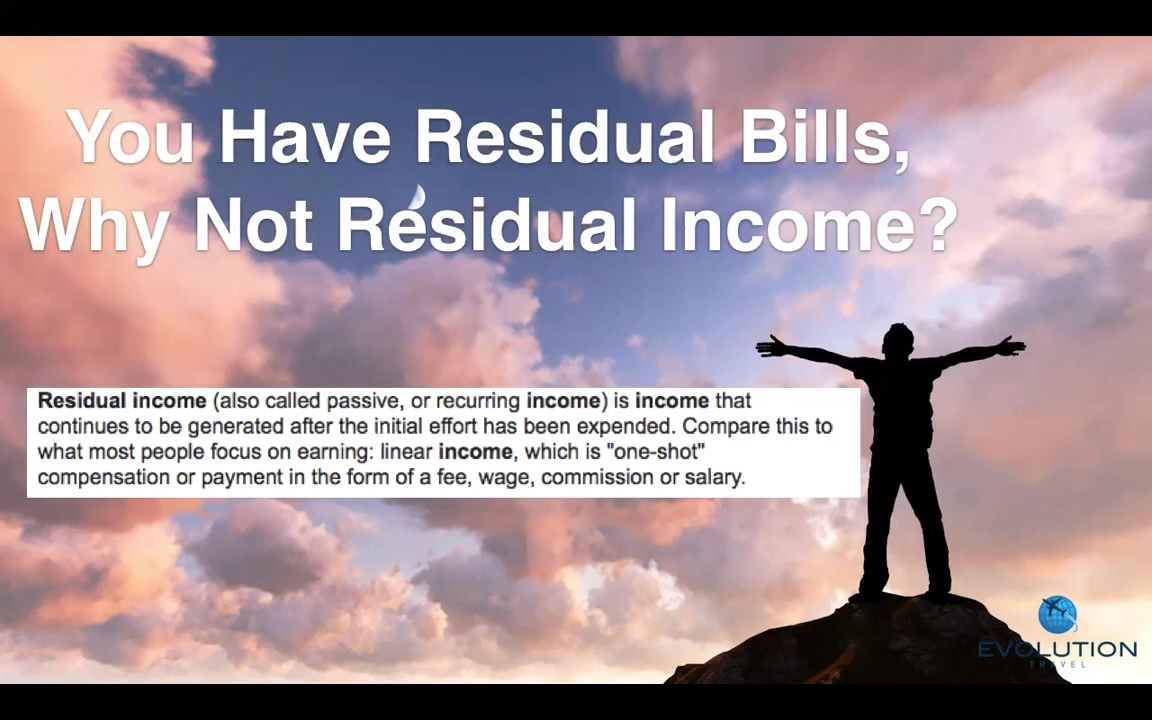 You Have Residual Bills,
Why Not Residual Income?
Residual income (also called passive, or recurring income) is income that
continues to be generated after the initial effort has been expended. Compare this to
what most people focus on earning: linear income, which is "one-shot"
compensation or payment in the form of a fee, wage, commission or salary.
EVOLUTION
TRAVEL